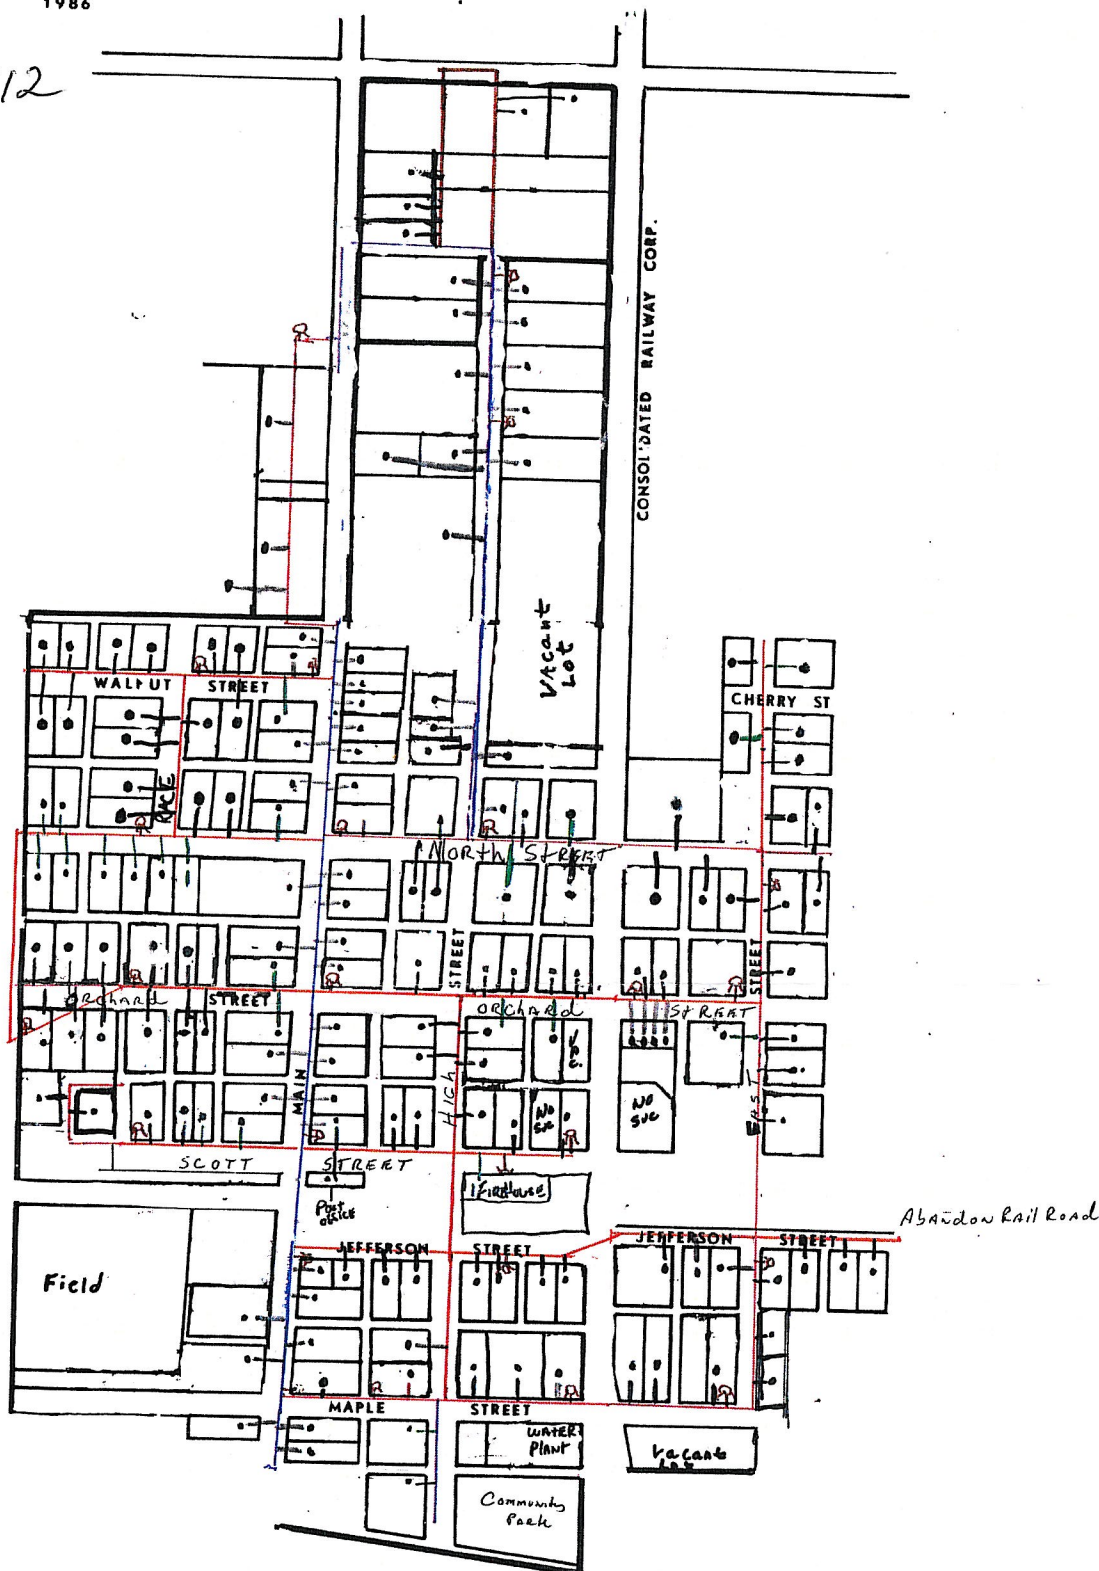 1986
12
CONSOLIDATED RAILWAY CORP.
Vacant
Lot
WALNUT STREET
CHERRY ST
RACE
NORTH STREET
STREET
STREET
ORCHARD STREET
ORCHARD STREET
MAIN
HIGH
EAST
NO
SVC
NO
SVC
SCOTT STREET
Post
office
FIREHOUSE
Abandon Rail Road
JEFFERSON STREET
JEFFERSON STREET
Field
MAPLE STREET
WATER
PLANT
Vacant
Lot
Community
Park